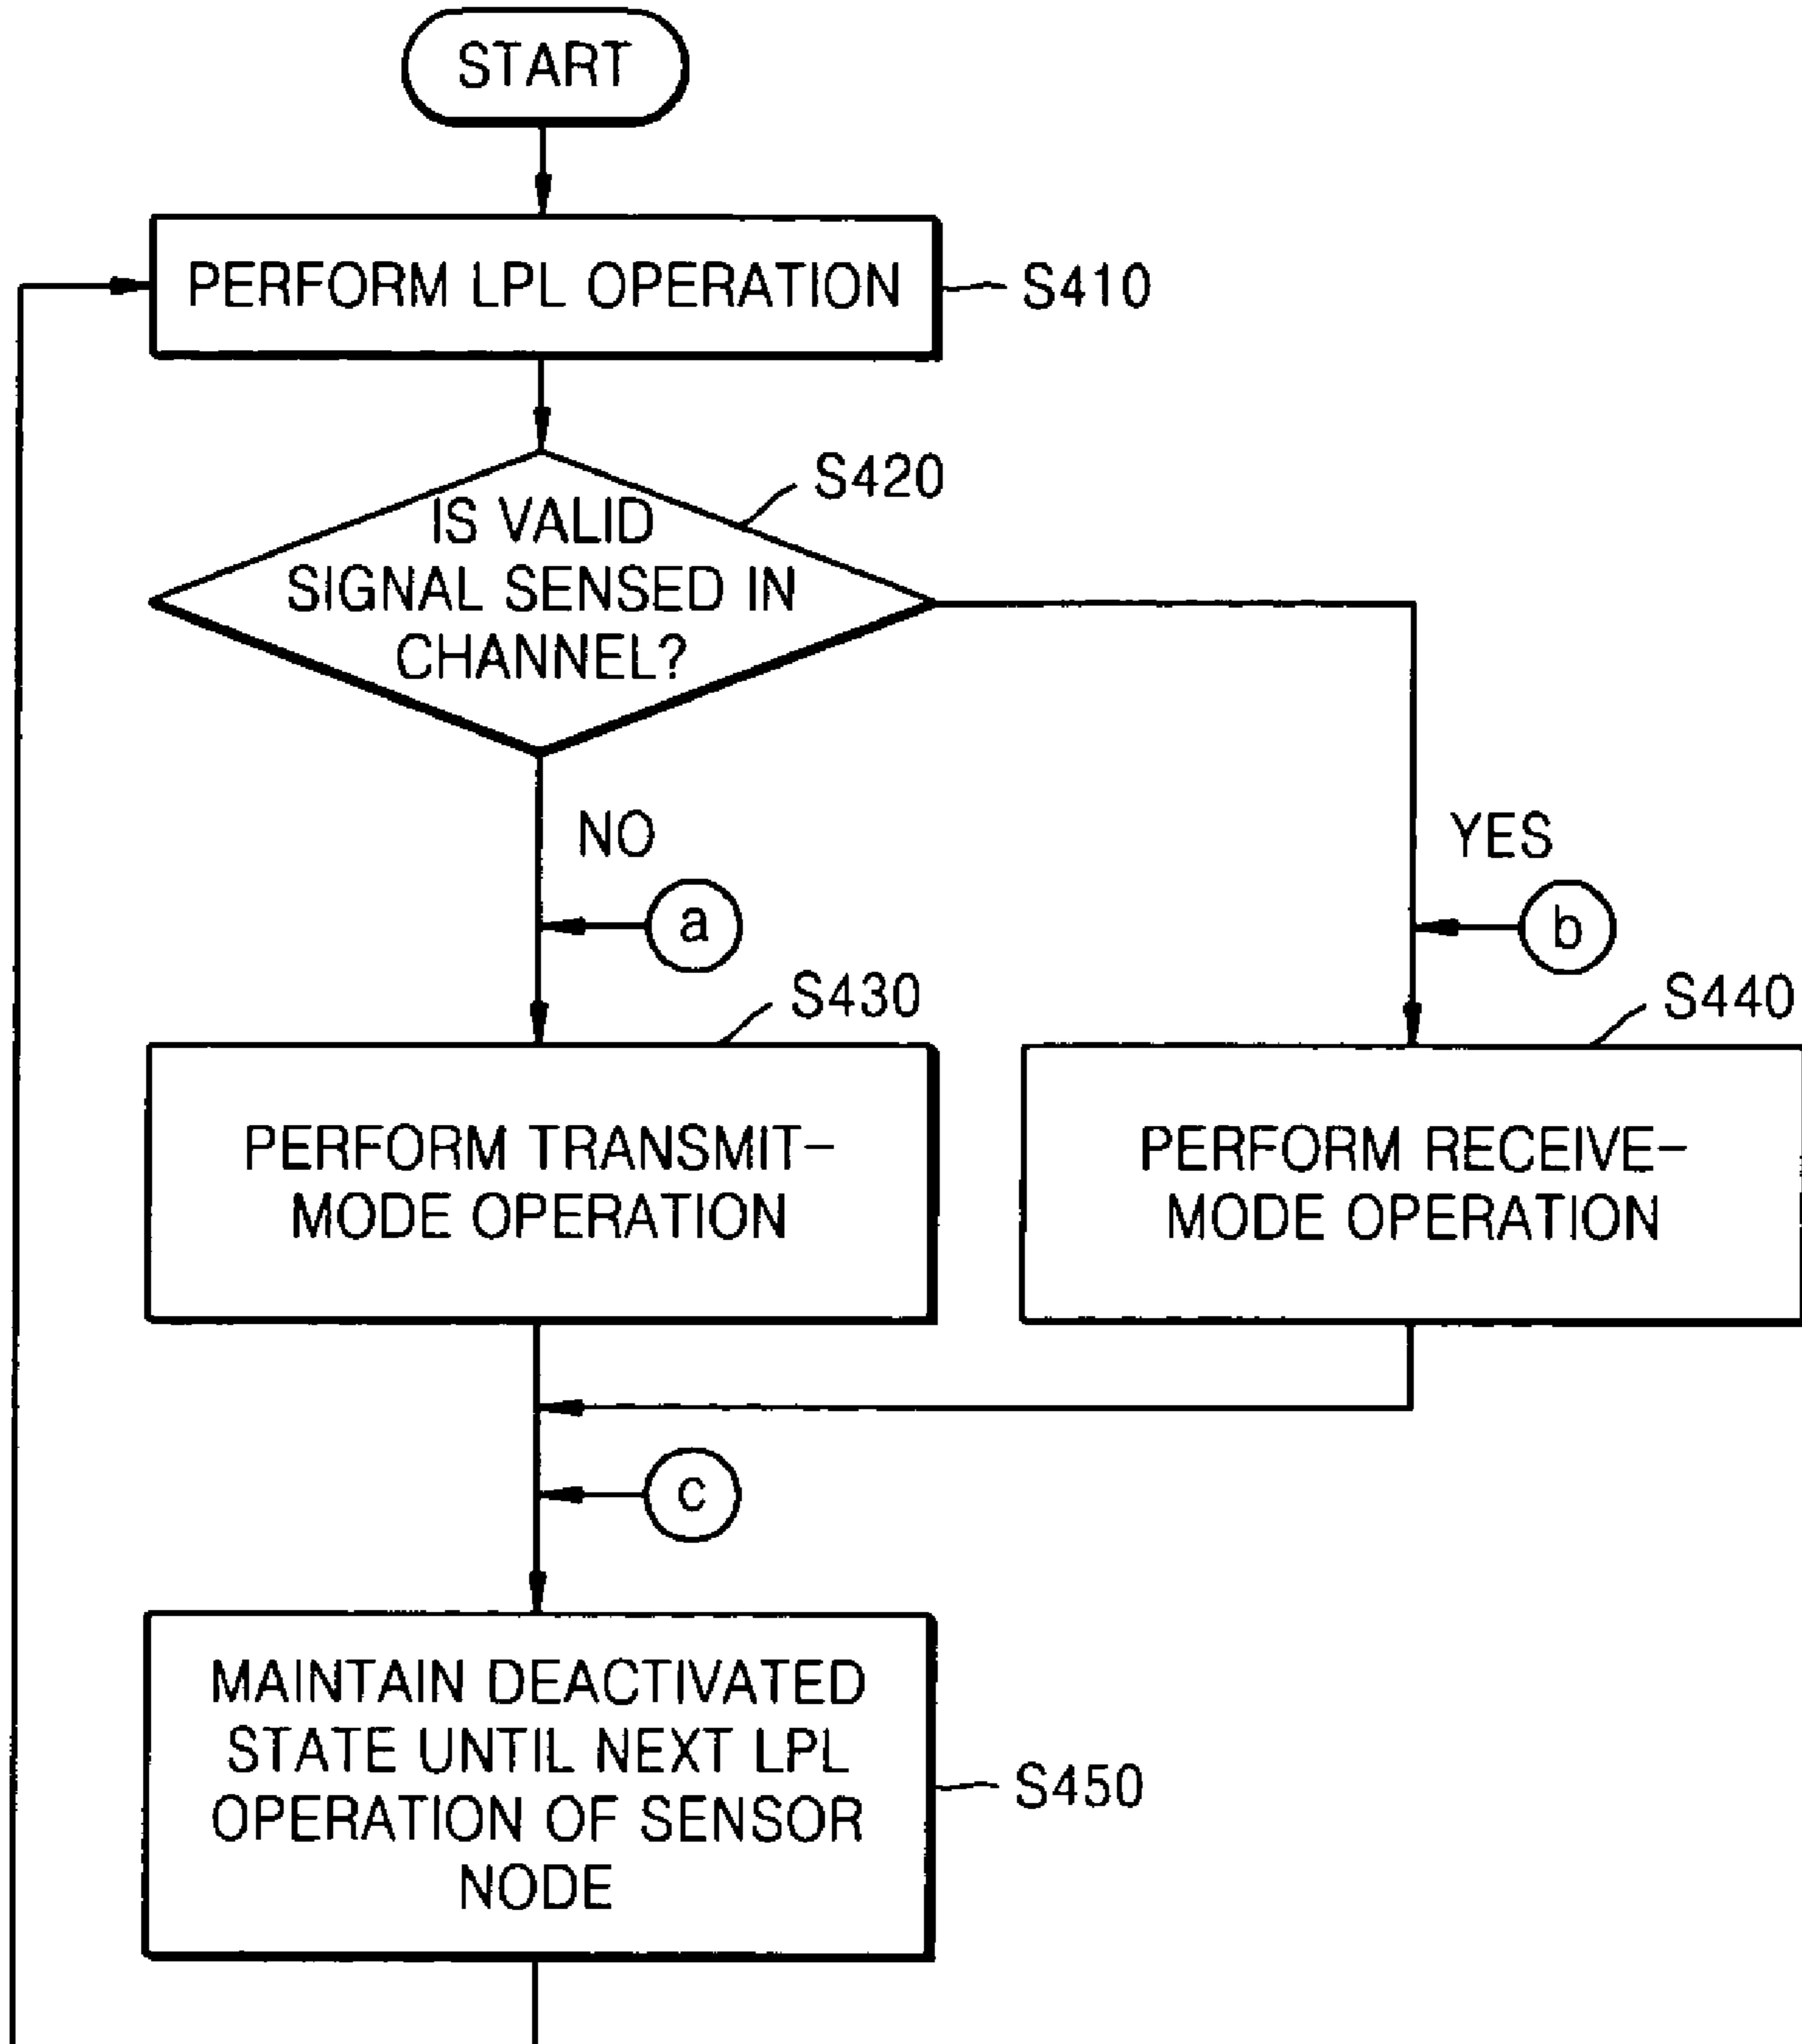 START
PERFORM LPL OPERATION
S410
S420
IS VALID
SIGNAL SENSED IN
CHANNEL?
NO
YES
a
b
S430
S440
PERFORM TRANSMIT-
MODE OPERATION
PERFORM RECEIVE-
MODE OPERATION
c
MAINTAIN DEACTIVATED
STATE UNTIL NEXT LPL
OPERATION OF SENSOR
NODE
S450